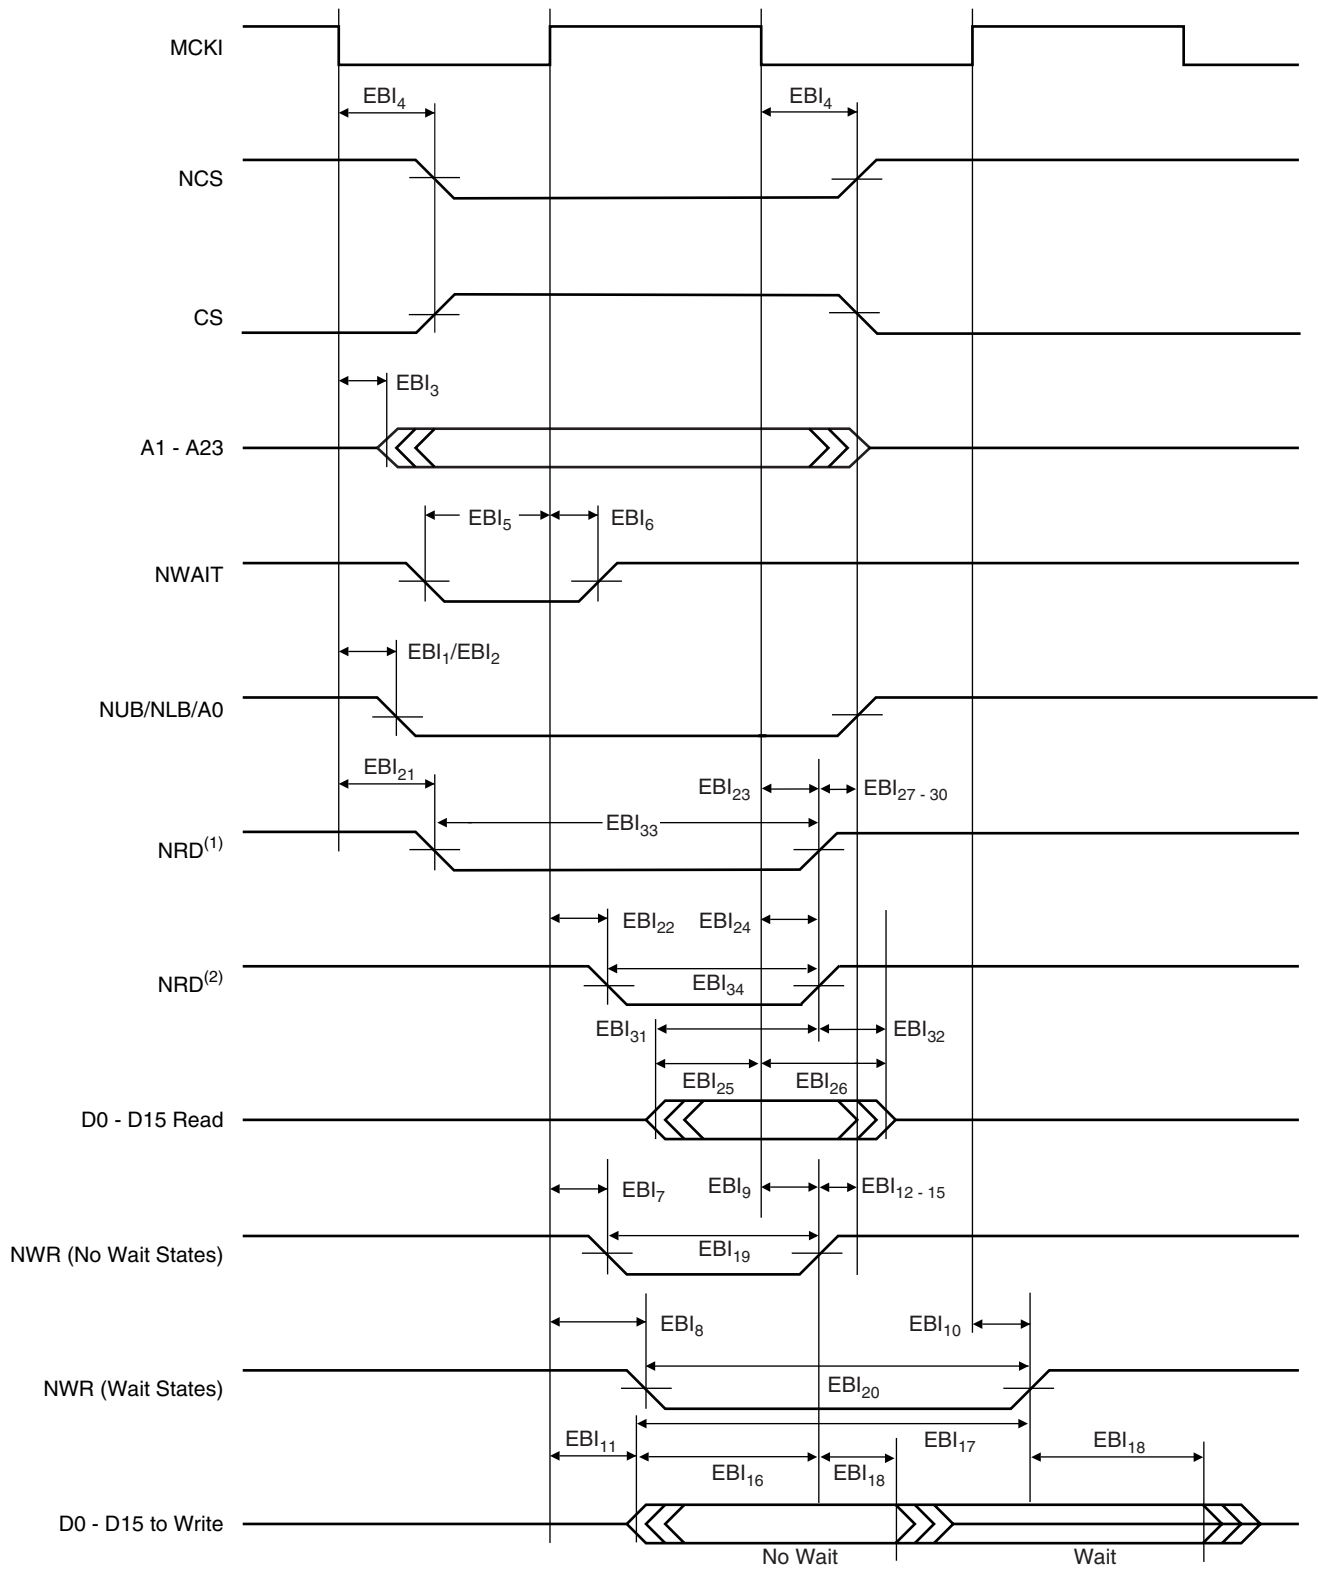 MCKI
EBI4 EBI4
NCS
CS
EBI3
A1 - A23
EBI5 EBI6
NWAIT
EBI1/EBI2
NUB/NLB/A0
EBI21 EBI23 EBI27 - 30
EBI33
NRD(1)
EBI22 EBI24
NRD(2)
EBI34
EBI31 EBI32
EBI25 EBI26
D0 - D15 Read
EBI7 EBI9 EBI12 - 15
NWR (No Wait States) EBI19
EBI8 EBI10
NWR (Wait States) EBI20
EBI11 EBI17 EBI18
EBI16 EBI18
D0 - D15 to Write
No Wait Wait